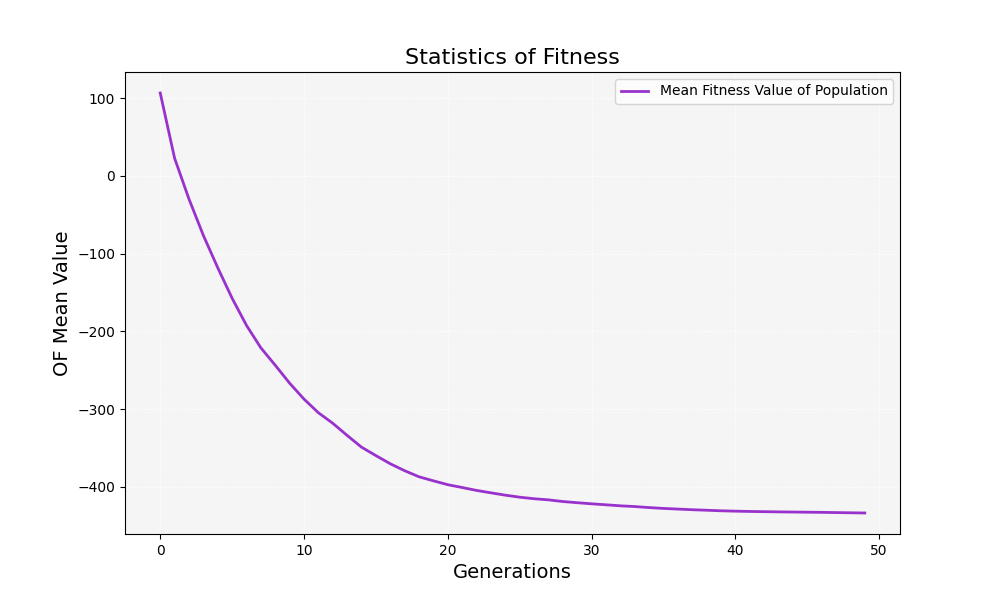 Statistics of Fitness
Mean Fitness Value of Population
OF Mean Value
100
0
−100
−200
−300
−400
0 10 20 30 40 50
Generations